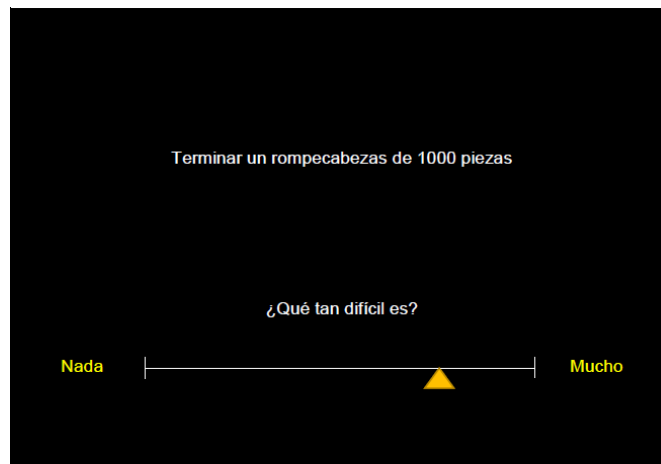 Terminar un rompecabezas de 1000 piezas
¿Qué tan difícil es?
Nada Mucho